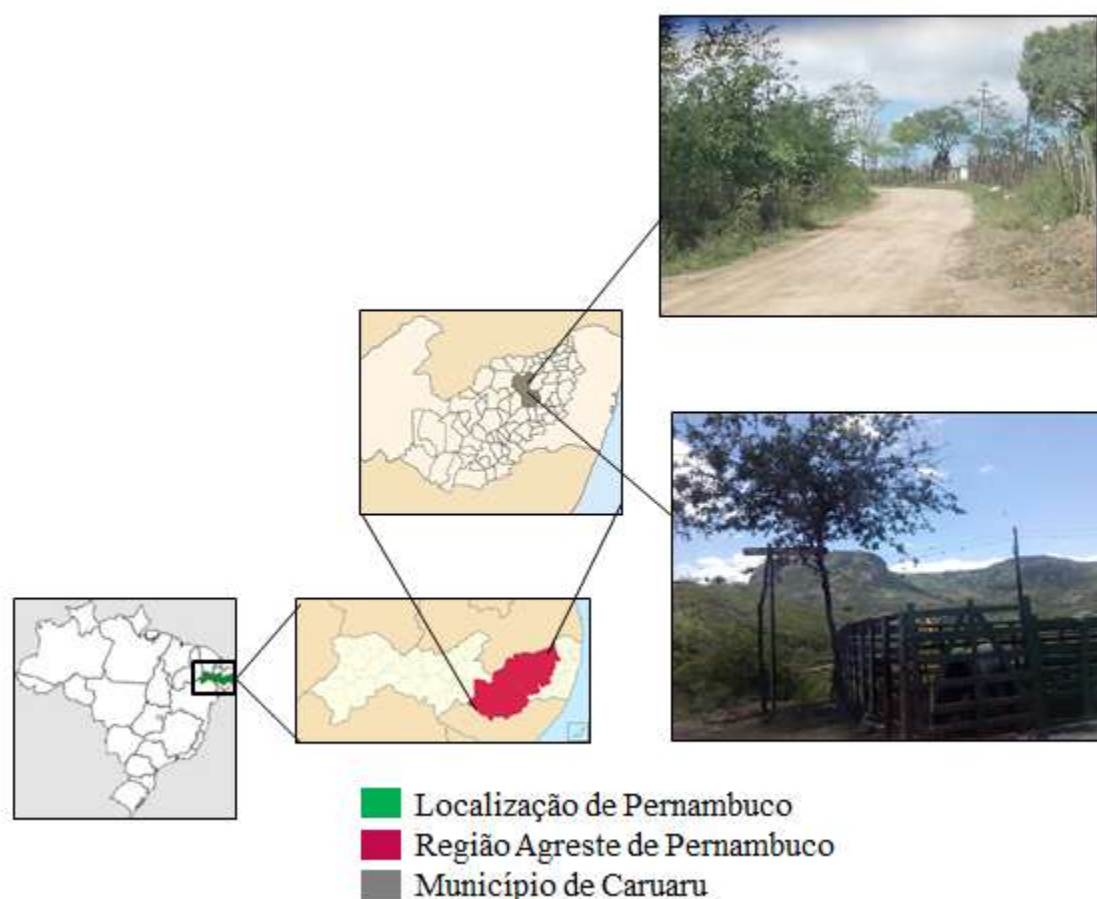 Localização de Pernambuco
Região Agreste de Pernambuco
Município de Caruaru